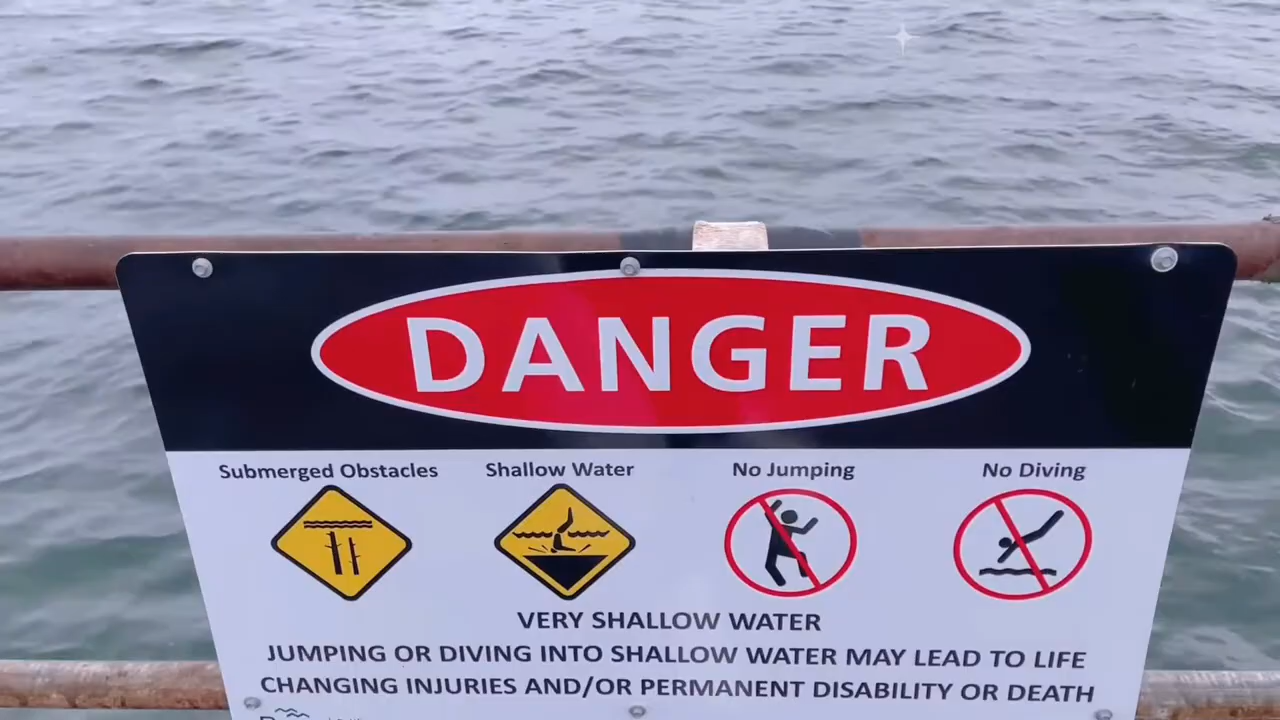 DANGER
Submerged Obstacles Shallow Water No Jumping No Diving
VERY SHALLOW WATER
JUMPING OR DIVING INTO SHALLOW WATER MAY LEAD TO LIFE
CHANGING INJURIES AND/OR PERMANENT DISABILITY OR DEATH